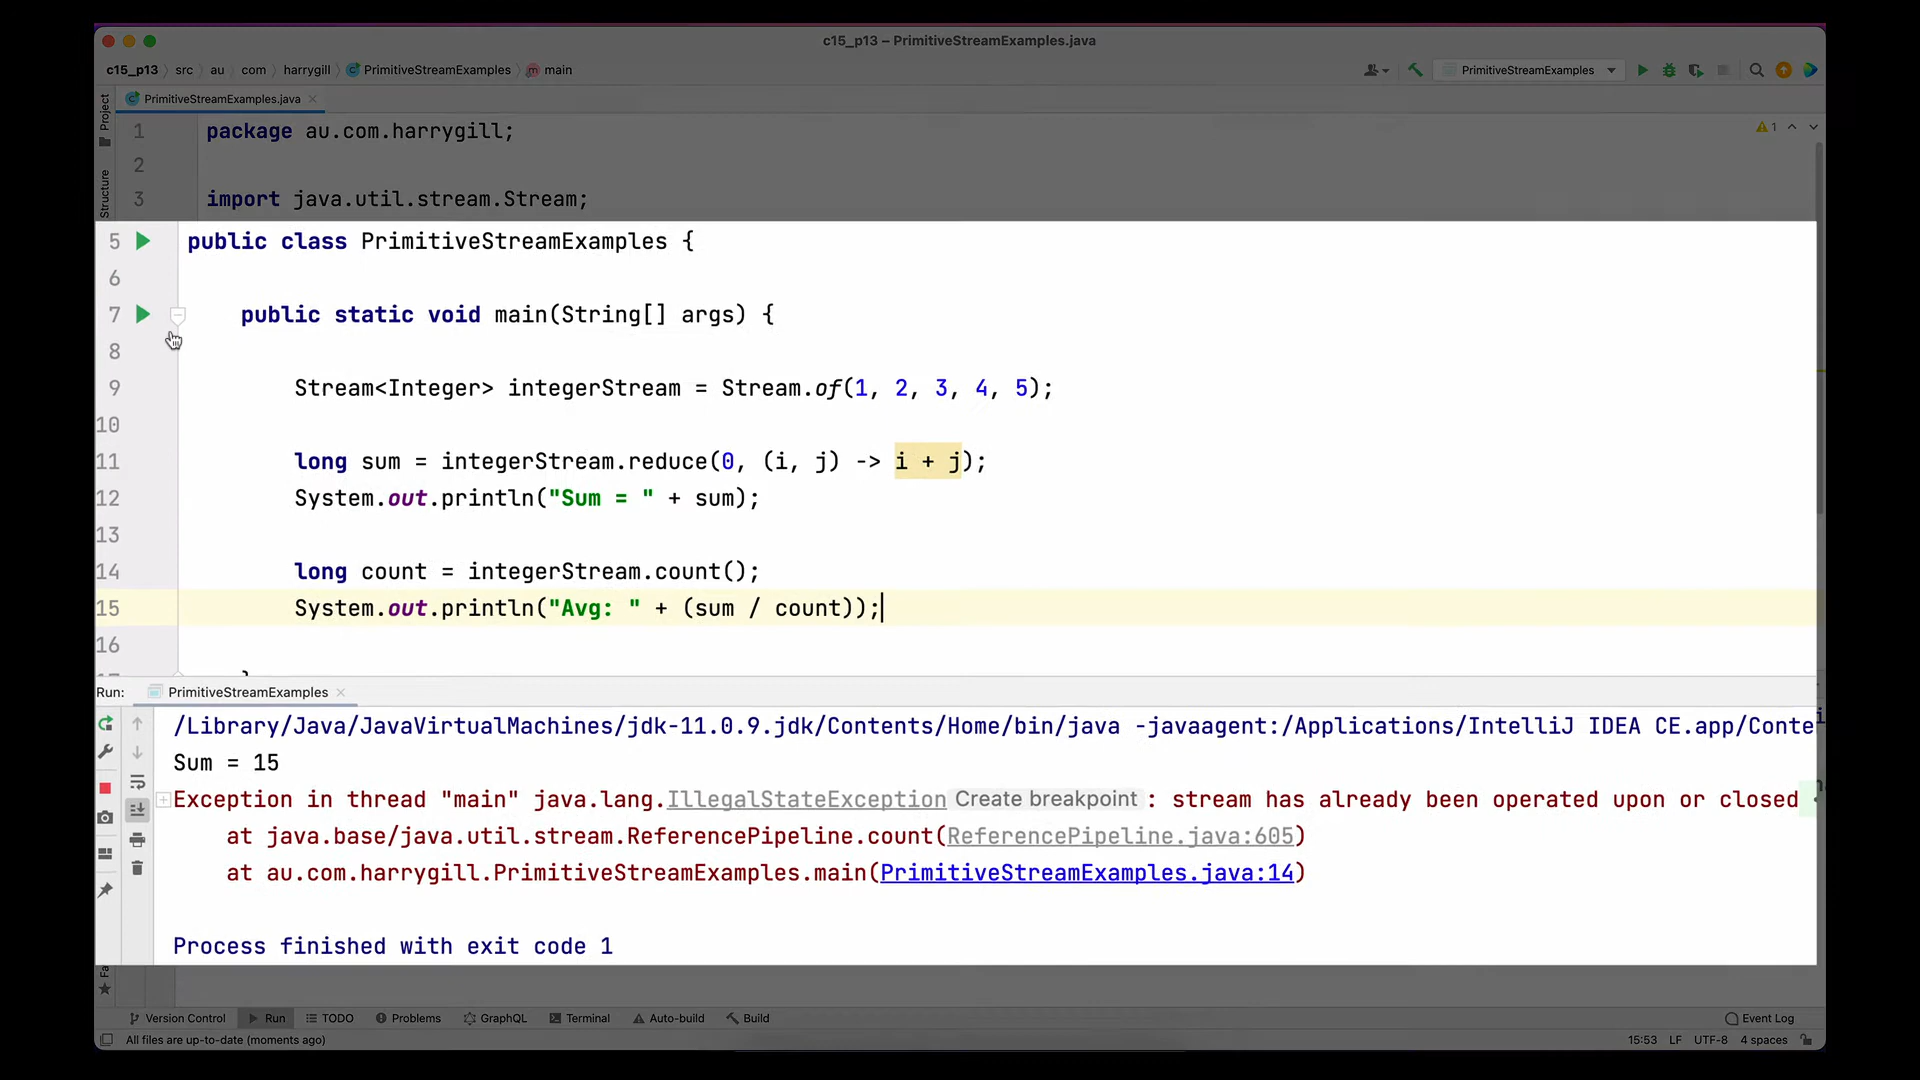 c15_p13 – PrimitiveStreamExamples.java
c15_p13 src au com harrygill PrimitiveStreamExamples main
PrimitiveStreamExamples
PrimitiveStreamExamples.java
Project
Structure
1 package au.com.harrygill;
1
2
3 import java.util.stream.Stream;
5 public class PrimitiveStreamExamples {
6
7 public static void main(String[] args) {
8
9 Stream<Integer> integerStream = Stream.of(1, 2, 3, 4, 5);
10
11 long sum = integerStream.reduce(0, (i, j) -> i + j);
12 System.out.println("Sum = " + sum);
13
14 long count = integerStream.count();
15 System.out.println("Avg: " + (sum / count));
16
Run: PrimitiveStreamExamples
/Library/Java/JavaVirtualMachines/jdk-11.0.9.jdk/Contents/Home/bin/java -javaagent:/Applications/IntelliJ IDEA CE.app/Conte
Sum = 15
Exception in thread "main" java.lang.IllegalStateException Create breakpoint : stream has already been operated upon or closed
at java.base/java.util.stream.ReferencePipeline.count(ReferencePipeline.java:605)
at au.com.harrygill.PrimitiveStreamExamples.main(PrimitiveStreamExamples.java:14)
Process finished with exit code 1
Version Control Run TODO Problems GraphQL Terminal Auto-build Build Event Log
All files are up-to-date (moments ago) 15:53 LF UTF-8 4 spaces